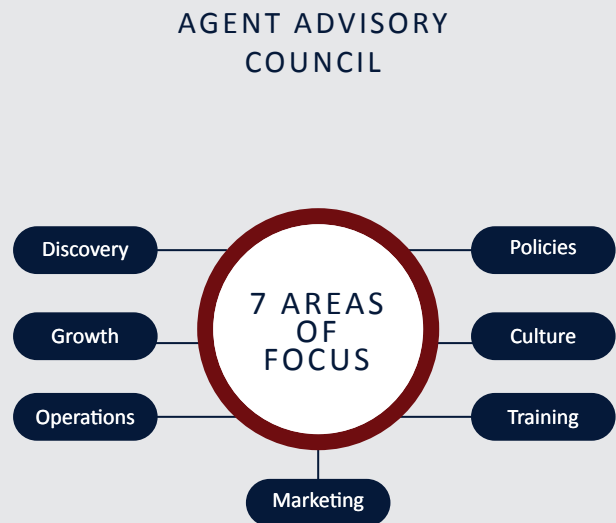 AGENT ADVISORY
COUNCIL
Discovery
Policies
7 AREAS
OF
FOCUS
Growth
Culture
Operations
Training
Marketing